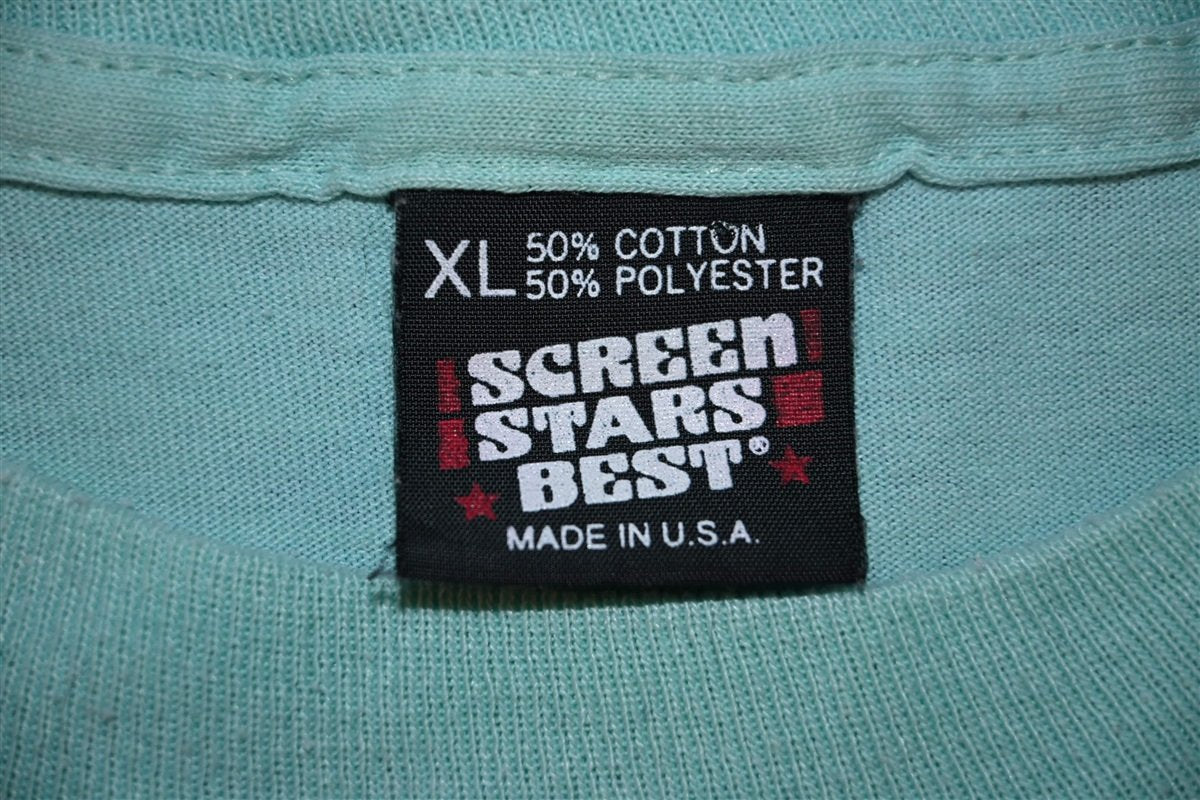 XL 50% COTTON
50% POLYESTER
SCREEN
STARS
BEST®
MADE IN U.S.A.